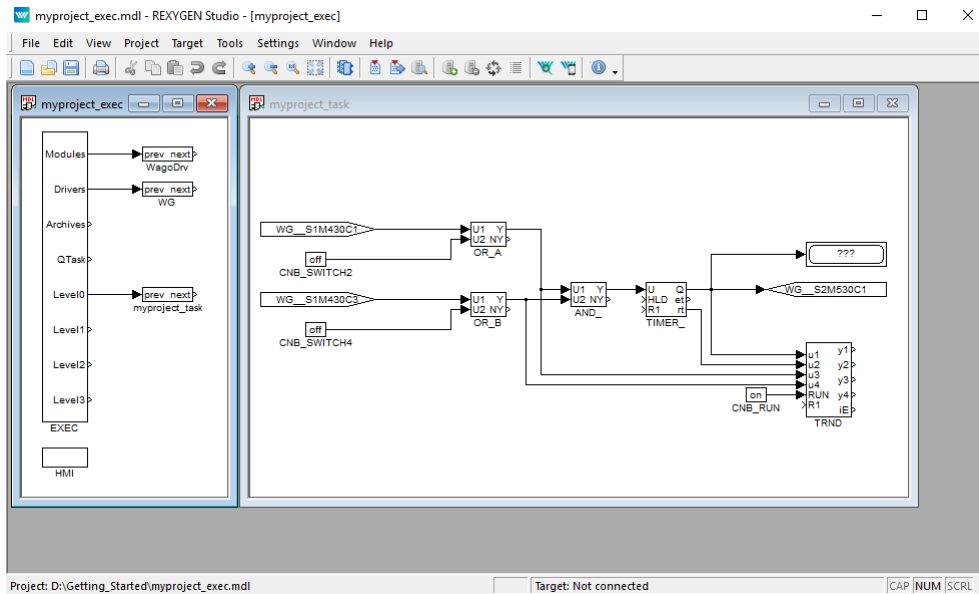 myproject_exec.mdl - REXYGEN Studio - [myproject_exec]
File Edit View Project Target Tools Settings Window Help
myproject_exec
Modules
prev next
WagoDrv
Drivers
prev next
WG
Archives
QTask
Level0
prev next
myproject_task
Level1
Level2
Level3
EXEC
HMI
myproject_task
WG__S1M430C1
U1 Y
U2 NY
OR_A
off
CNB_SWITCH2
WG__S1M430C3
U1 Y
U2 NY
OR_B
off
CNB_SWITCH4
U1 Y
U2 NY
AND_
U Q
HLD et
R1 rt
TIMER_
???
WG__S2M530C1
u1 y1
u2 y2
u3 y3
u4 y4
RUN
R1 iE
TRND
on
CNB_RUN
Project: D:\Getting_Started\myproject_exec.mdl
Target: Not connected
CAP NUM SCRL